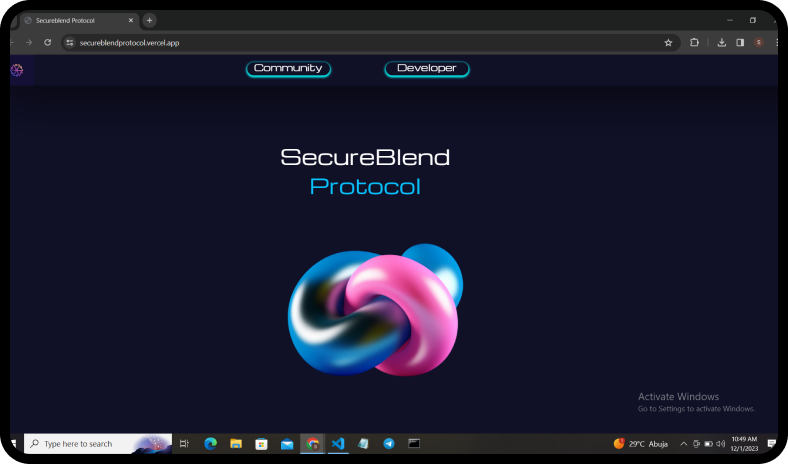 Secureblend Protocol
secureblendprotocol.vercel.app
S
Community Developer
SecureBlend
Protocol
Activate Windows
Go to Settings to activate Windows.
Type here to search
29°C Abuja
10:49 AM
12/1/2023